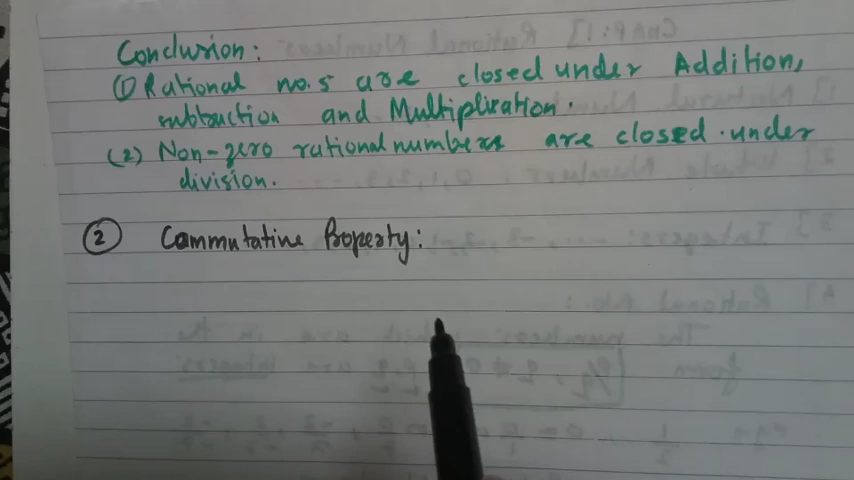 Conclusion:
(1) Rational no.s are closed under Addition,
subtraction and Multiplication.
(2) Non-zero rational numbers are closed under
division.
(2) Commutative Property: